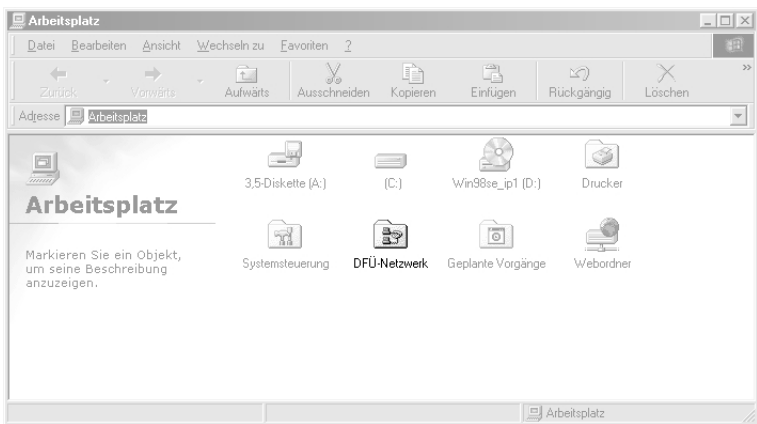 Arbeitsplatz
Datei Bearbeiten Ansicht Wechseln zu Favoriten ?
Zurück Vorwärts Aufwärts Ausschneiden Kopieren Einfügen Rückgängig Löschen »
Adresse Arbeitsplatz
3,5-Diskette (A:) (C:) Win98se_ip1 (D:) Drucker
Arbeitsplatz
Markieren Sie ein Objekt,
um seine Beschreibung
anzuzeigen.
Systemsteuerung DFÜ-Netzwerk Geplante Vorgänge Webordner
Arbeitsplatz